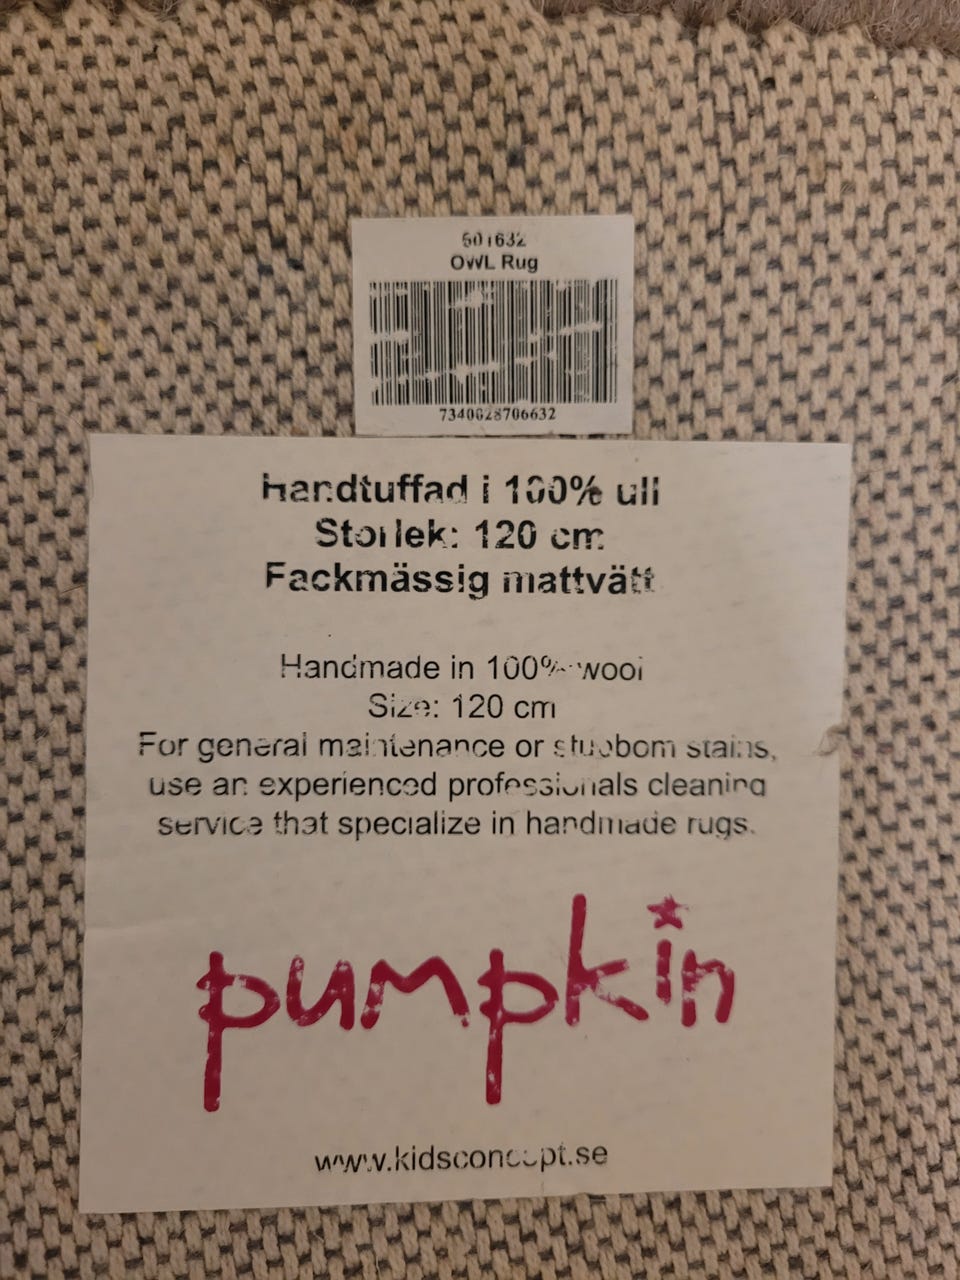 501632
OWL Rug
7340028706632
Handtuffad i 100% ull
Storlek: 120 cm
Fackmässig mattvätt
Handmade in 100% wool
Size: 120 cm
For general maintenance or stubborn stains,
use an experienced professionals cleaning
service that specialize in handmade rugs.
pumpkin
www.kidsconcept.se